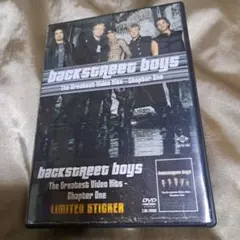 backstreet boys
The Greatest Video Hits - Chapter One
backstreet boys
The Greatest Video Hits -
Chapter One
LIMITED STICKER
DVD